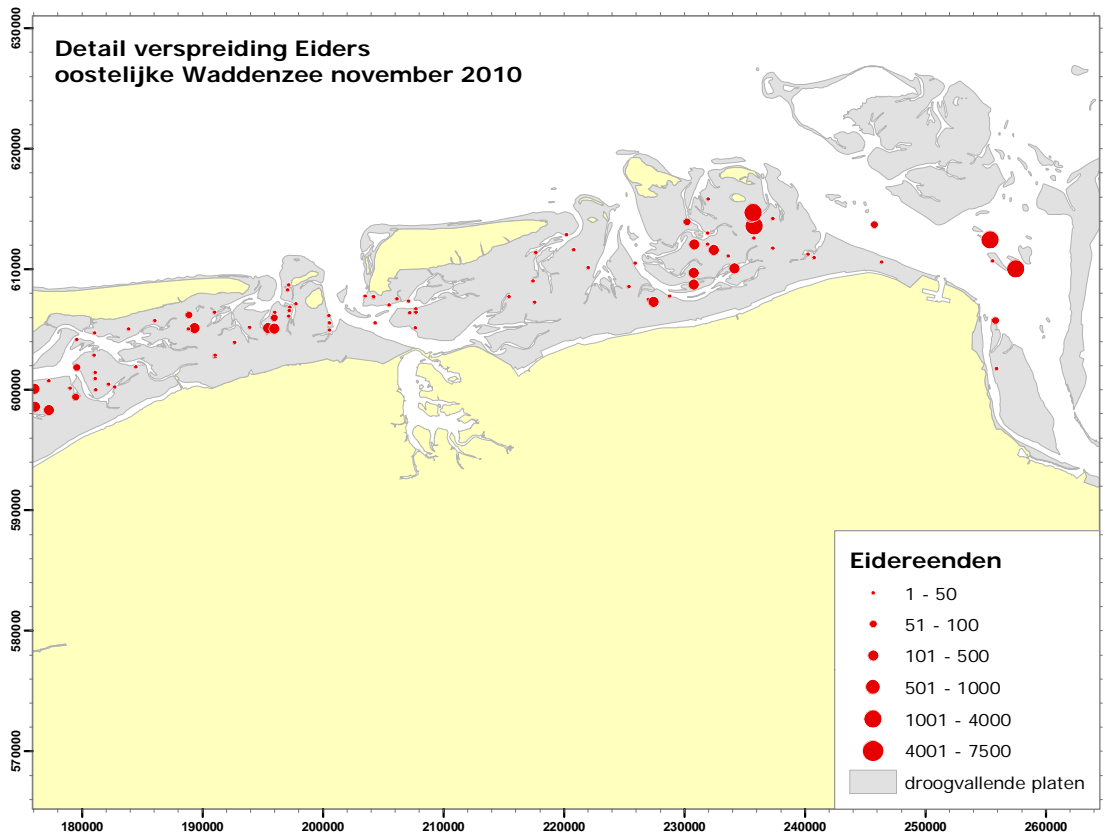 Detail verspreiding Eiders
oostelijke Waddenzee november 2010
630000
620000
610000
600000
590000
580000
570000
Eidereenden
1 - 50
51 - 100
101 - 500
501 - 1000
1001 - 4000
4001 - 7500
droogvallende platen
180000 190000 200000 210000 220000 230000 240000 250000 260000